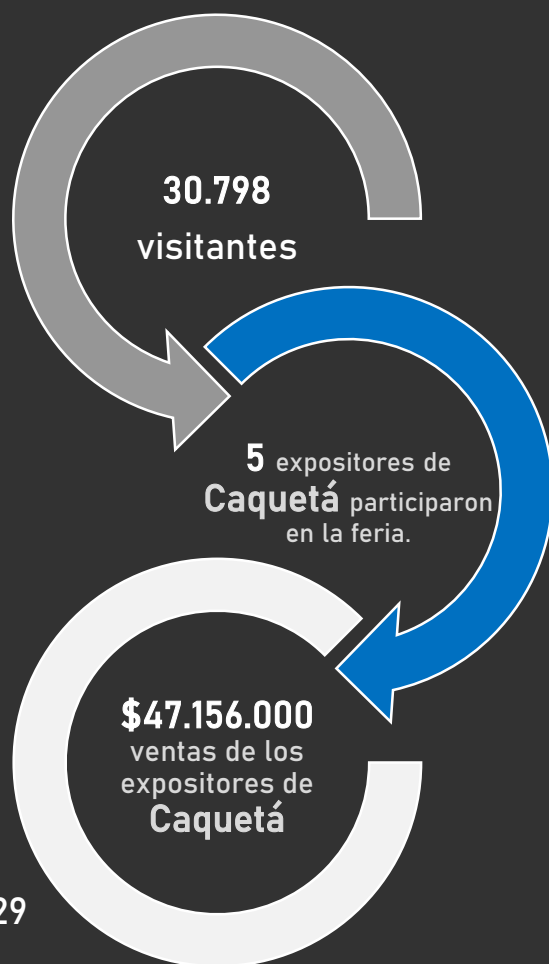 30.798
visitantes
5 expositores de
Caquetá participaron
en la feria.
$47.156.000
ventas de los
expositores de
Caquetá
29